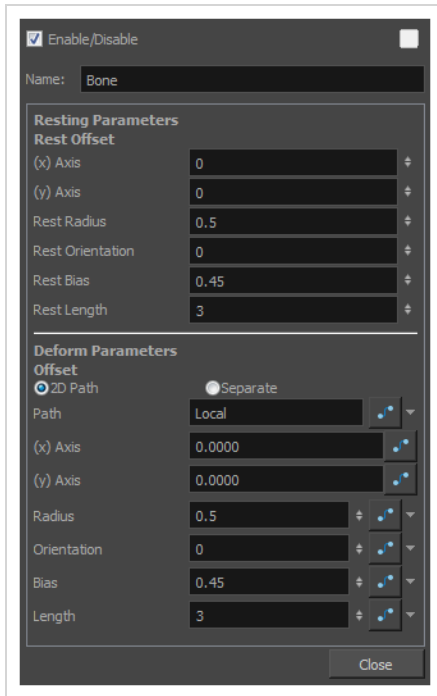 Enable/Disable
Name: Bone
Resting Parameters
Rest Offset
(x) Axis 0
(y) Axis 0
Rest Radius 0.5
Rest Orientation 0
Rest Bias 0.45
Rest Length 3
Deform Parameters
Offset
2D Path Separate
Path Local
(x) Axis 0.0000
(y) Axis 0.0000
Radius 0.5
Orientation 0
Bias 0.45
Length 3
Close